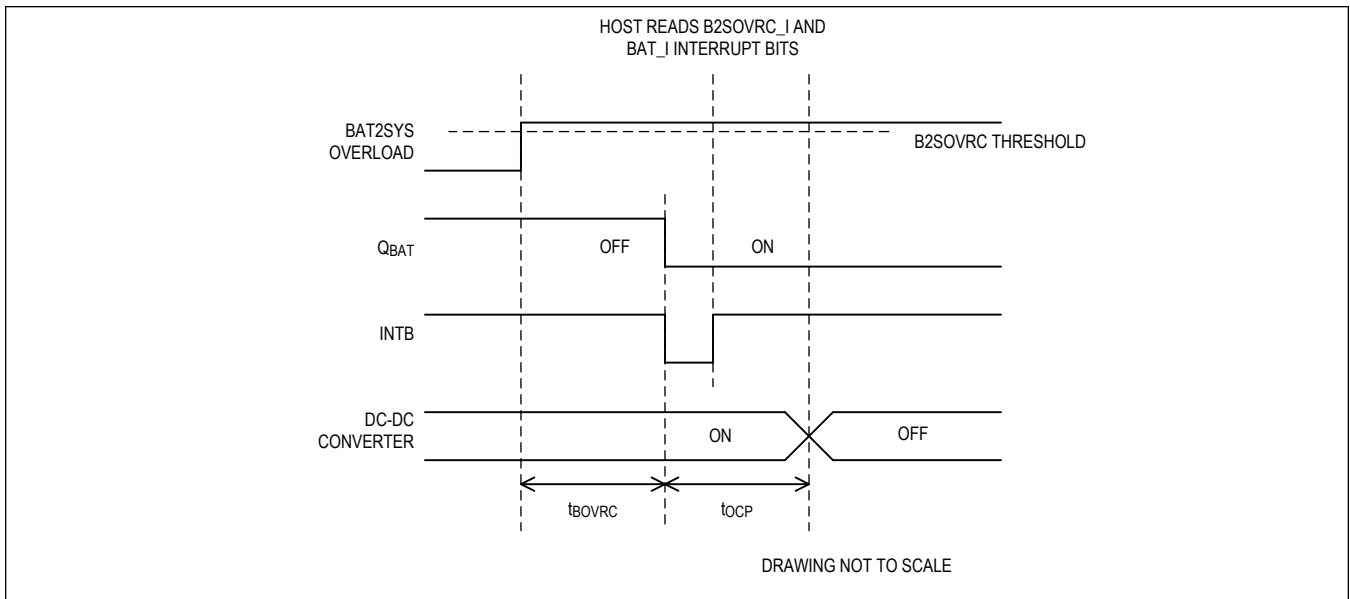 HOST READS B2SOVRC_I AND
BAT_I INTERRUPT BITS
BAT2SYS
OVERLOAD
B2SOVRC THRESHOLD
QBAT
OFF
ON
INTB
DC-DC
CONVERTER
ON
OFF
tBOVRC
tOCP
DRAWING NOT TO SCALE